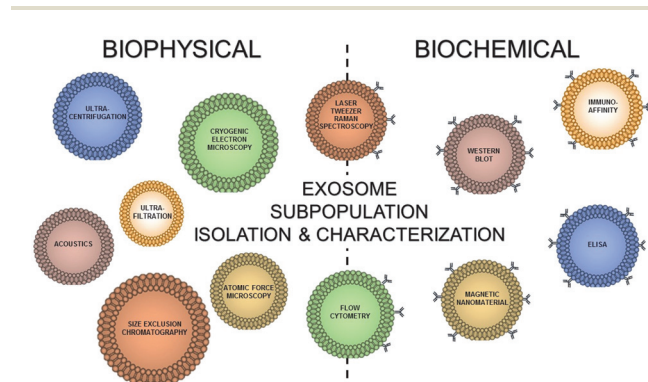 BIOPHYSICAL
BIOCHEMICAL
ULTRA-
CENTRIFUGATION
CRYOGENIC
ELECTRON
MICROSCOPY
LASER
TWEEZER
RAMAN
SPECTROSCOPY
WESTERN
BLOT
IMMUNO-
AFFINITY
EXOSOME
SUBPOPULATION
ISOLATION & CHARACTERIZATION
ULTRA-
FILTRATION
ACOUSTICS
ELISA
SIZE EXCLUSION
CHROMATOGRAPHY
ATOMIC FORCE
MICROSCOPY
FLOW
CYTOMETRY
MAGNETIC
NANOMATERIAL